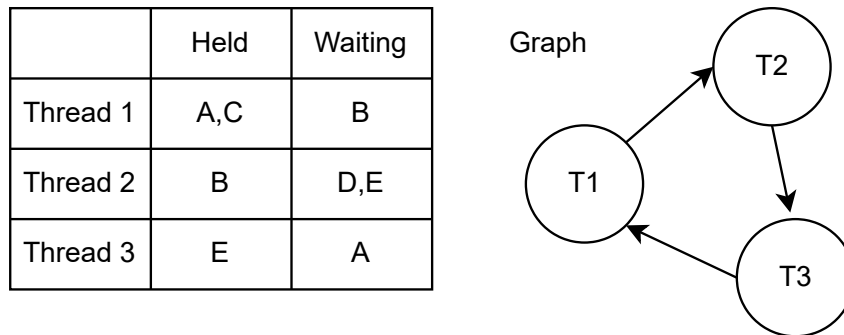 Held Waiting
Thread 1 A,C B
Thread 2 B D,E
Thread 3 E A
Graph
T2
T1
T3